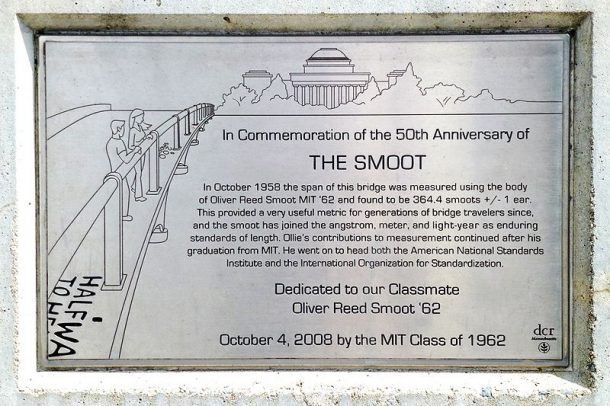 In Commemoration of the 50th Anniversary of
THE SMOOT
In October 1958 the span of this bridge was measured using the body
of Oliver Reed Smoot MIT '62 and found to be 364.4 smoots +/- 1 ear.
This provided a very useful metric for generations of bridge travelers since,
and the smoot has joined the angstrom, meter, and light-year as enduring
standards of length. Ollie's contributions to measurement continued after his
graduation from MIT. He went on to head both the American National Standards
Institute and the International Organization for Standardization.
Dedicated to our Classmate
Oliver Reed Smoot '62
October 4, 2008 by the MIT Class of 1962
dcr
Massachusetts
HALFWA
TO HE